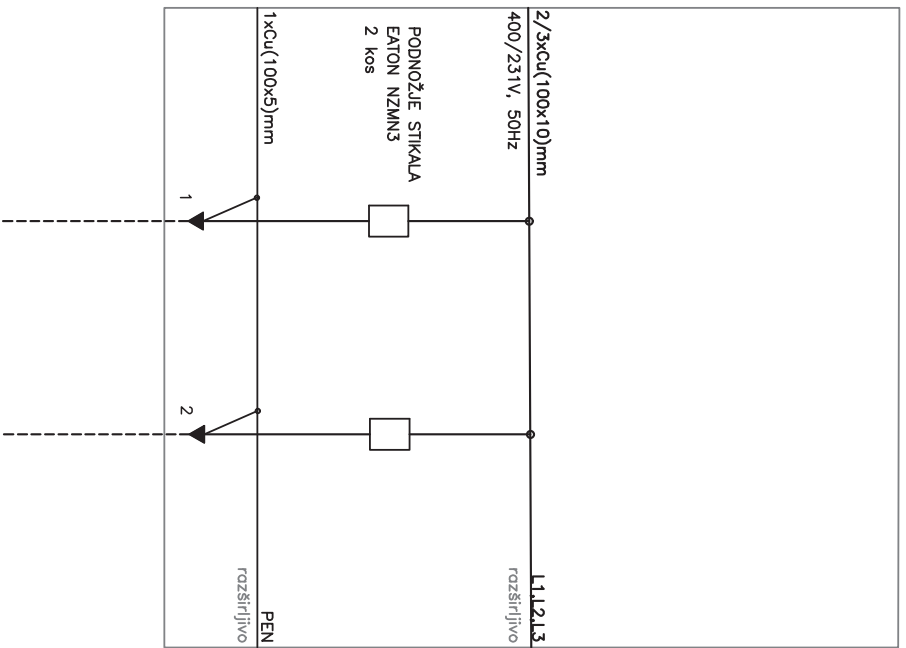 2/3xCu(100x10)mm
400/231V, 50Hz
L1,L2,L3
razširljivo
PODNOŽJE STIKALA
EATON NZMN3
2 kos
1xCu(100x5)mm
PEN
razširljivo
1
2